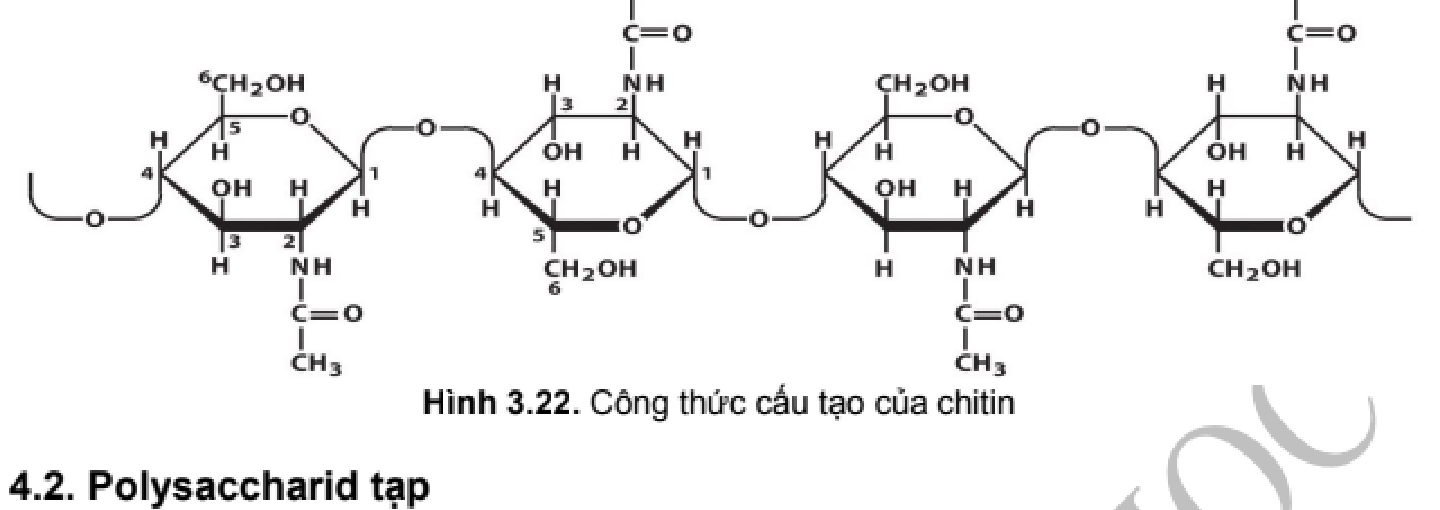 C=O C=O
⁶CH₂OH H NH CH₂OH H NH
3 2
5 O O O
H H OH H H H H OH H H
4 1 4 1
OH H H H H OH H H H H
O 5 O O O
3 2
H NH CH₂OH H NH CH₂OH
6
C=O C=O
CH₃ CH₃
Hình 3.22. Công thức cấu tạo của chitin
4.2. Polysaccharid tạp